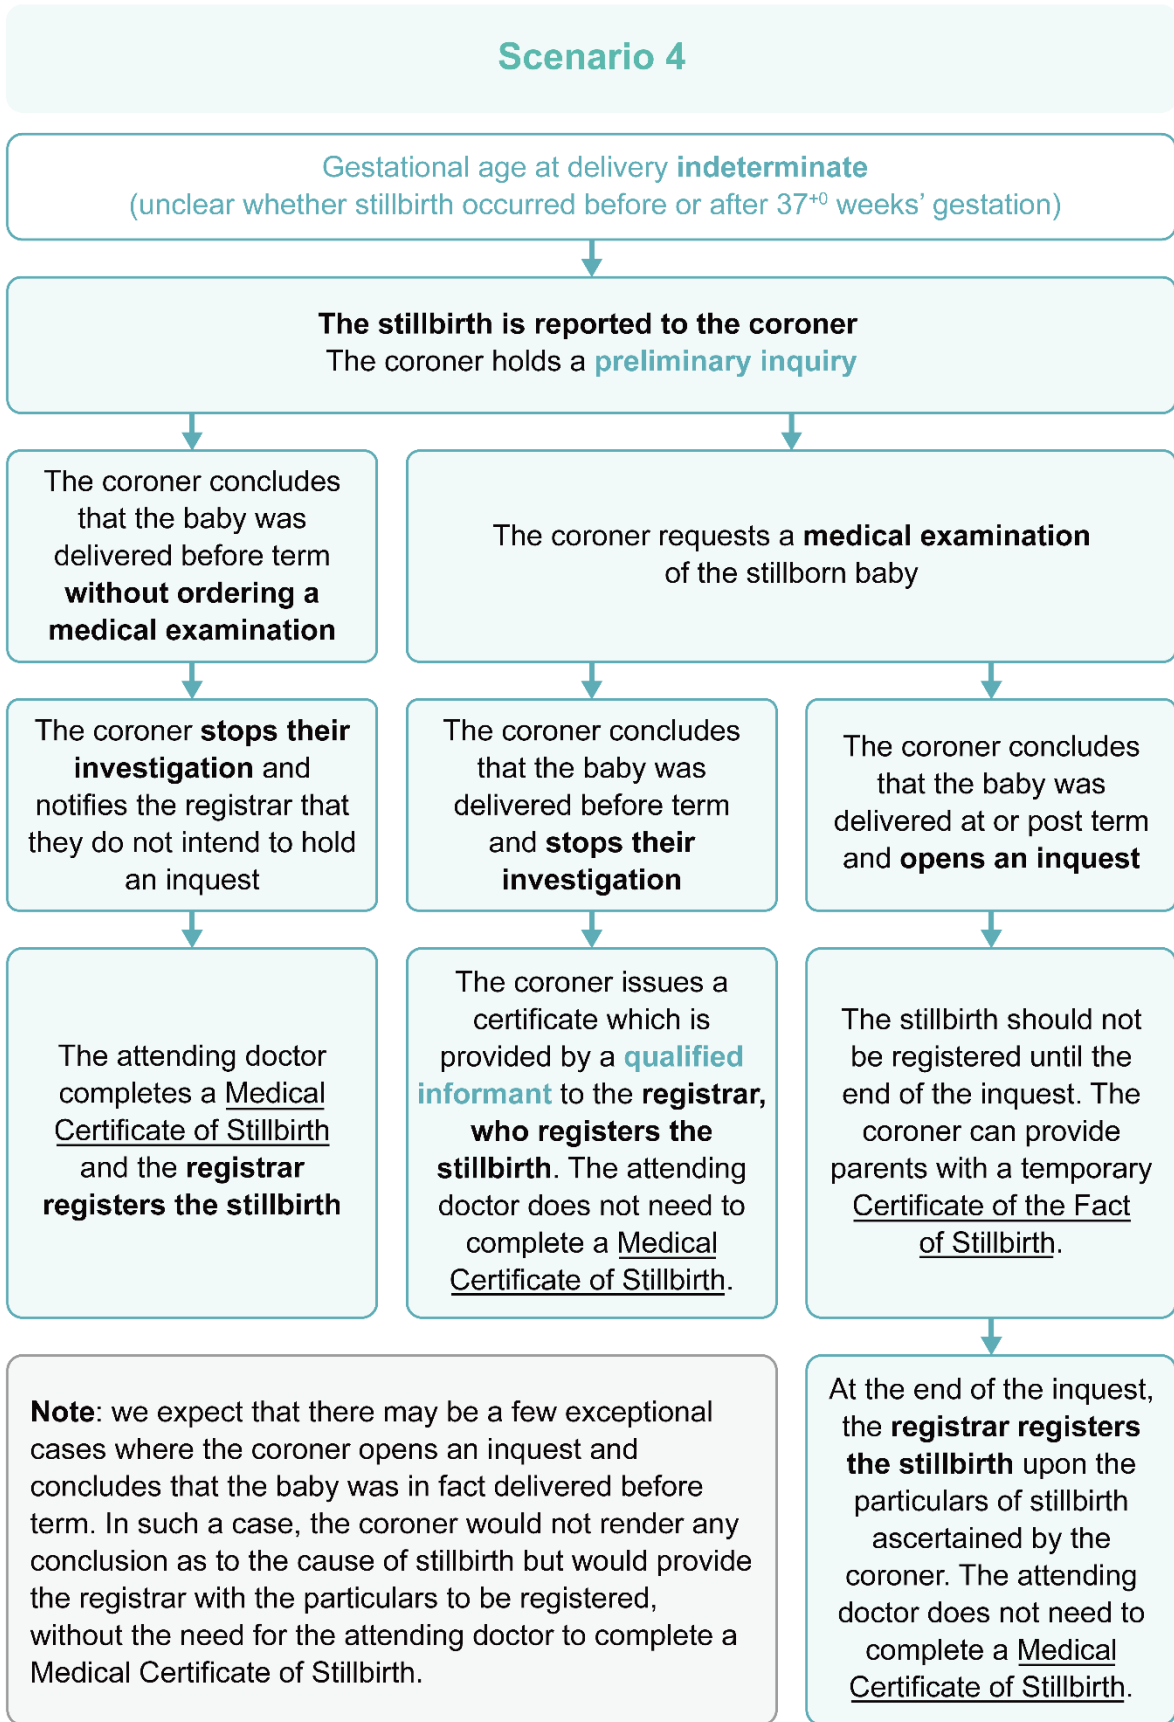 Scenario 4
Gestational age at delivery indeterminate
(unclear whether stillbirth occurred before or after 37⁺⁰ weeks’ gestation)
The stillbirth is reported to the coroner
The coroner holds a preliminary inquiry
The coroner concludes
that the baby was
delivered before term
without ordering a
medical examination
The coroner requests a medical examination
of the stillborn baby
The coroner stops their
investigation and
notifies the registrar that
they do not intend to hold
an inquest
The coroner concludes
that the baby was
delivered before term
and stops their
investigation
The coroner concludes
that the baby was
delivered at or post term
and opens an inquest
The attending doctor
completes a Medical
Certificate of Stillbirth
and the registrar
registers the stillbirth
The coroner issues a
certificate which is
provided by a qualified
informant to the registrar,
who registers the
stillbirth. The attending
doctor does not need to
complete a Medical
Certificate of Stillbirth.
The stillbirth should not
be registered until the
end of the inquest. The
coroner can provide
parents with a temporary
Certificate of the Fact
of Stillbirth.
Note: we expect that there may be a few exceptional
cases where the coroner opens an inquest and
concludes that the baby was in fact delivered before
term. In such a case, the coroner would not render any
conclusion as to the cause of stillbirth but would provide
the registrar with the particulars to be registered,
without the need for the attending doctor to complete a
Medical Certificate of Stillbirth.
At the end of the inquest,
the registrar registers
the stillbirth upon the
particulars of stillbirth
ascertained by the
coroner. The attending
doctor does not need to
complete a Medical
Certificate of Stillbirth.